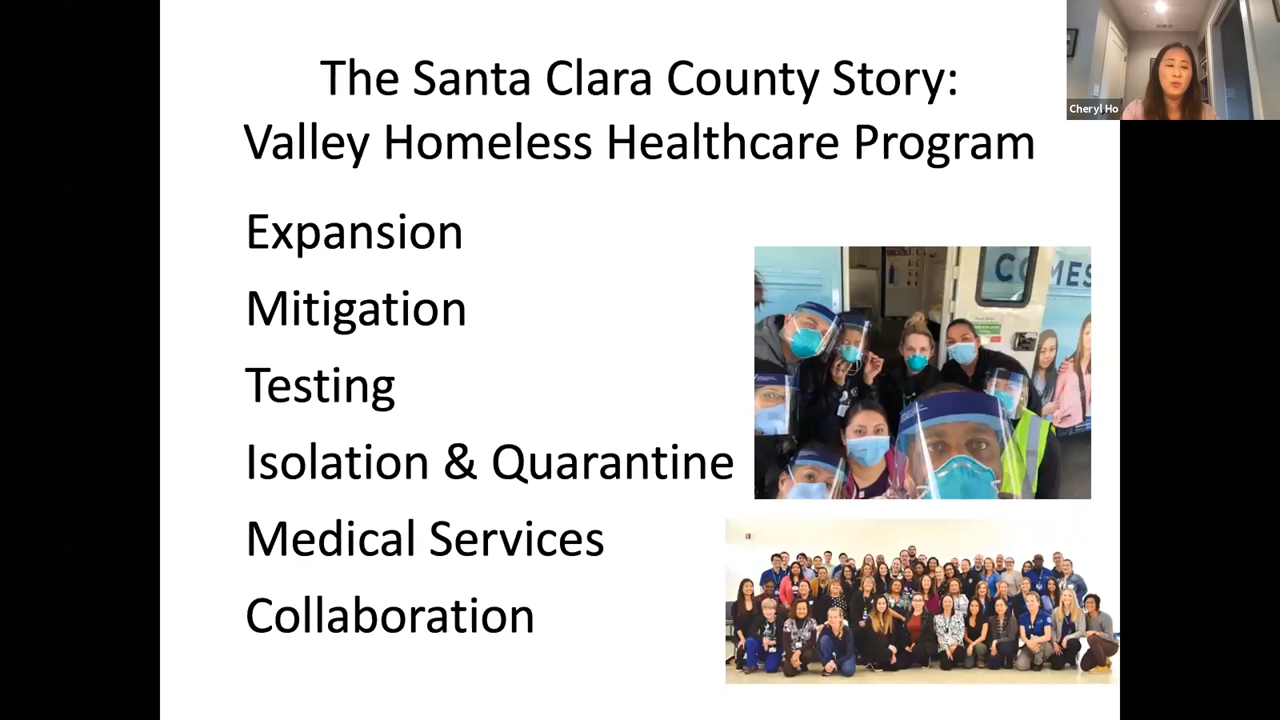 The Santa Clara County Story:
Valley Homeless Healthcare Program
Cheryl Ho
Expansion
Mitigation
Testing
Isolation & Quarantine
Medical Services
Collaboration
COMES